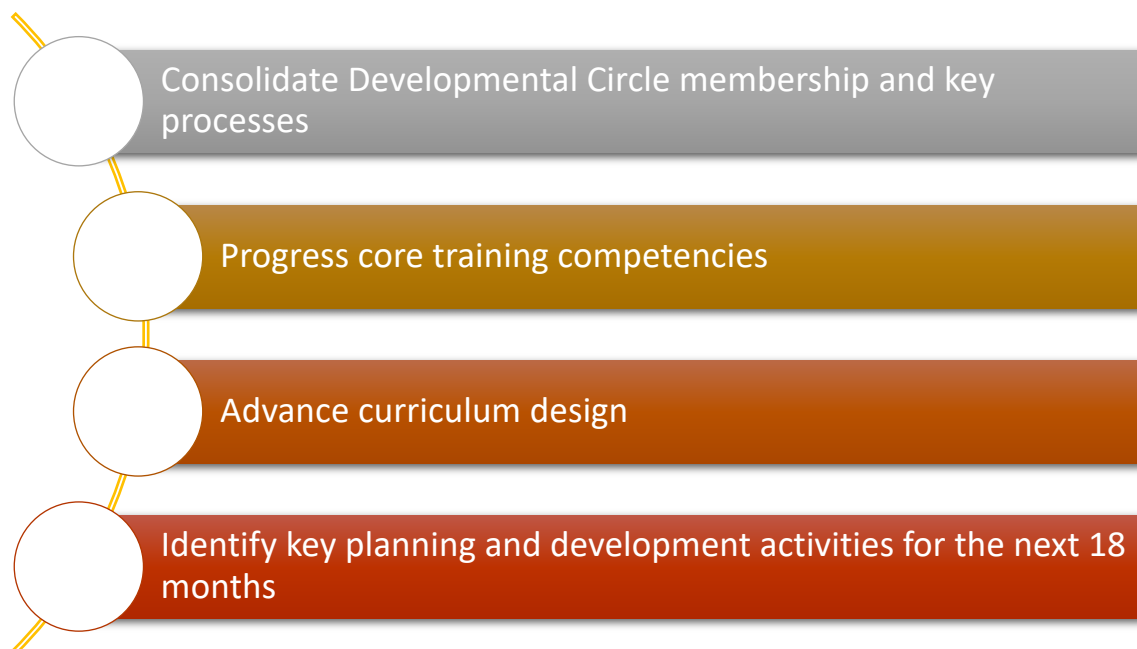 Consolidate Developmental Circle membership and key
processes
Progress core training competencies
Advance curriculum design
Identify key planning and development activities for the next 18
months